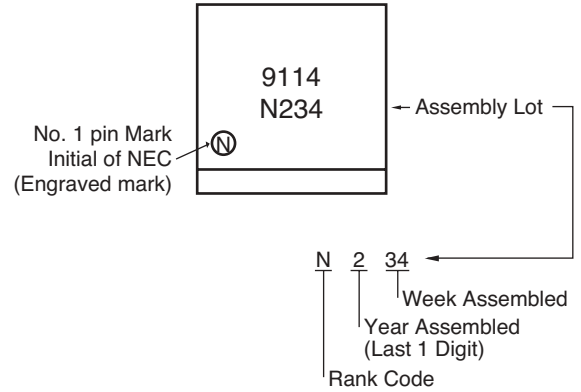 9114
N234
Assembly Lot
No. 1 pin Mark
Initial of NEC
(Engraved mark)
N
N 2 34
Week Assembled
Year Assembled
(Last 1 Digit)
Rank Code